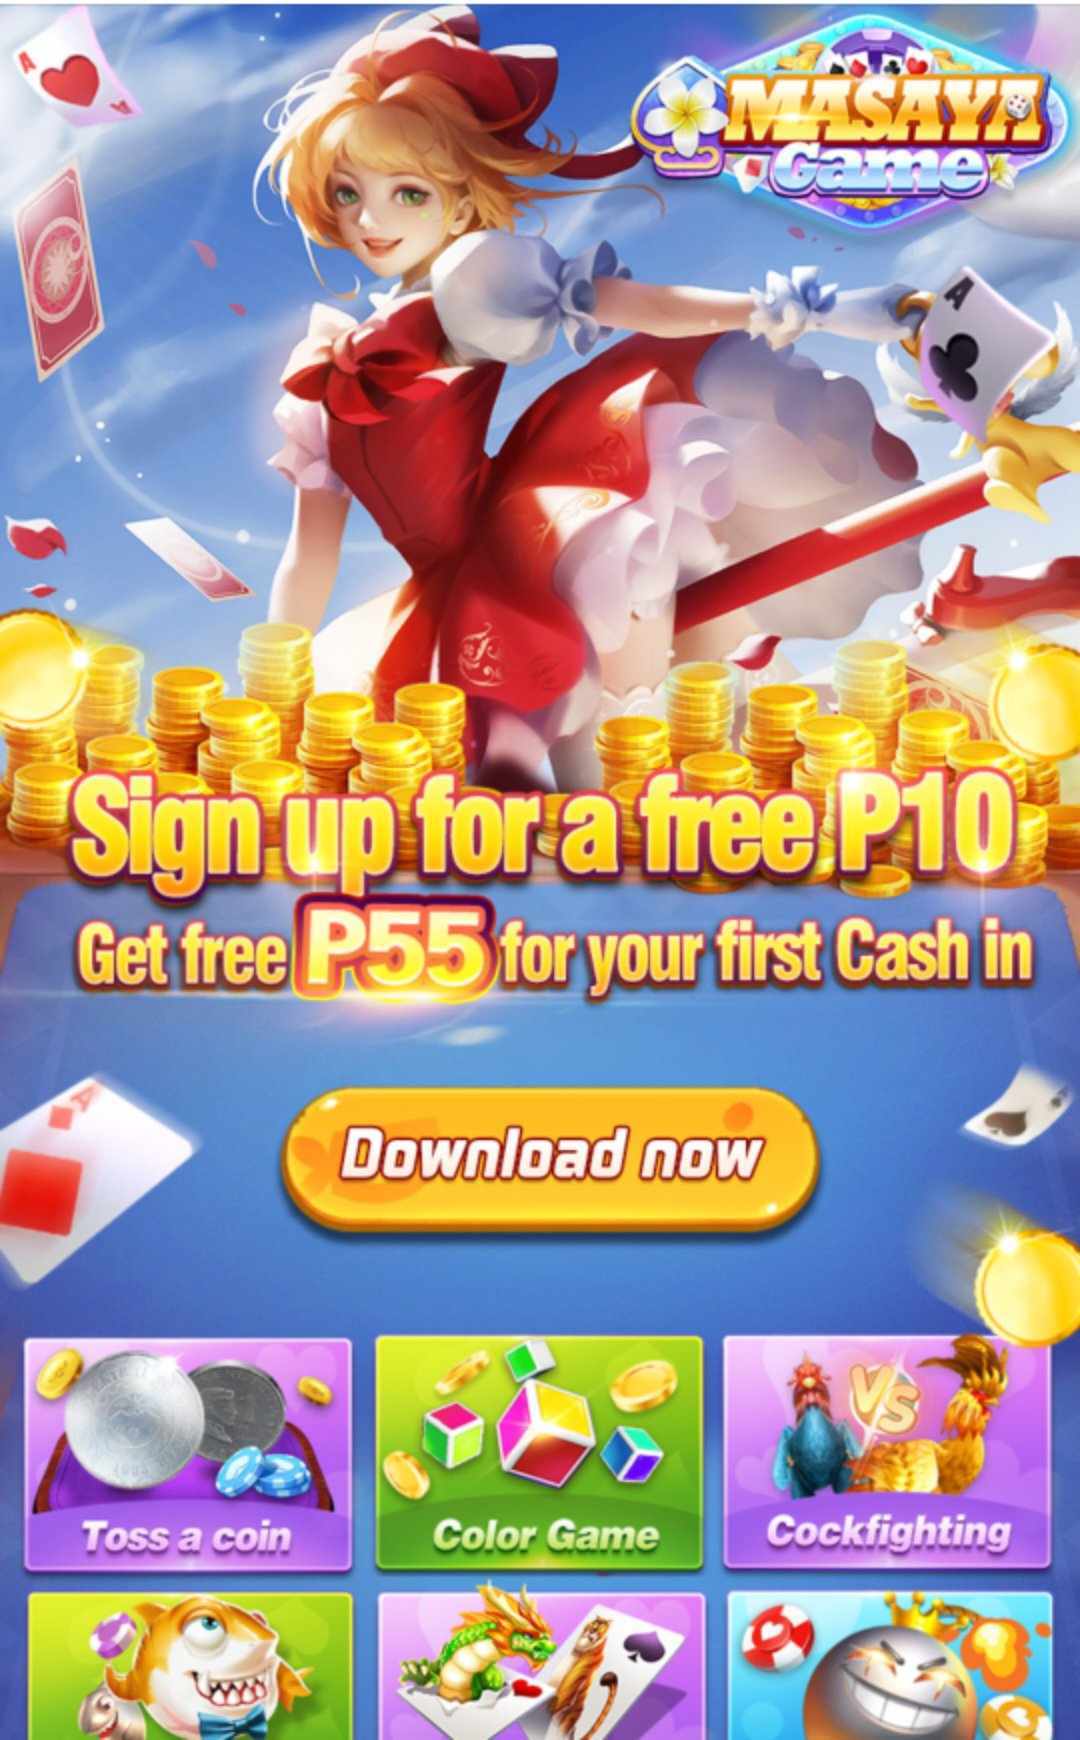 A
A
MASAYA
Game
A
Sign up for a free P10
Get free P55 for your first Cash in
A
Download now
VS
Toss a coin
Color Game
Cockfighting